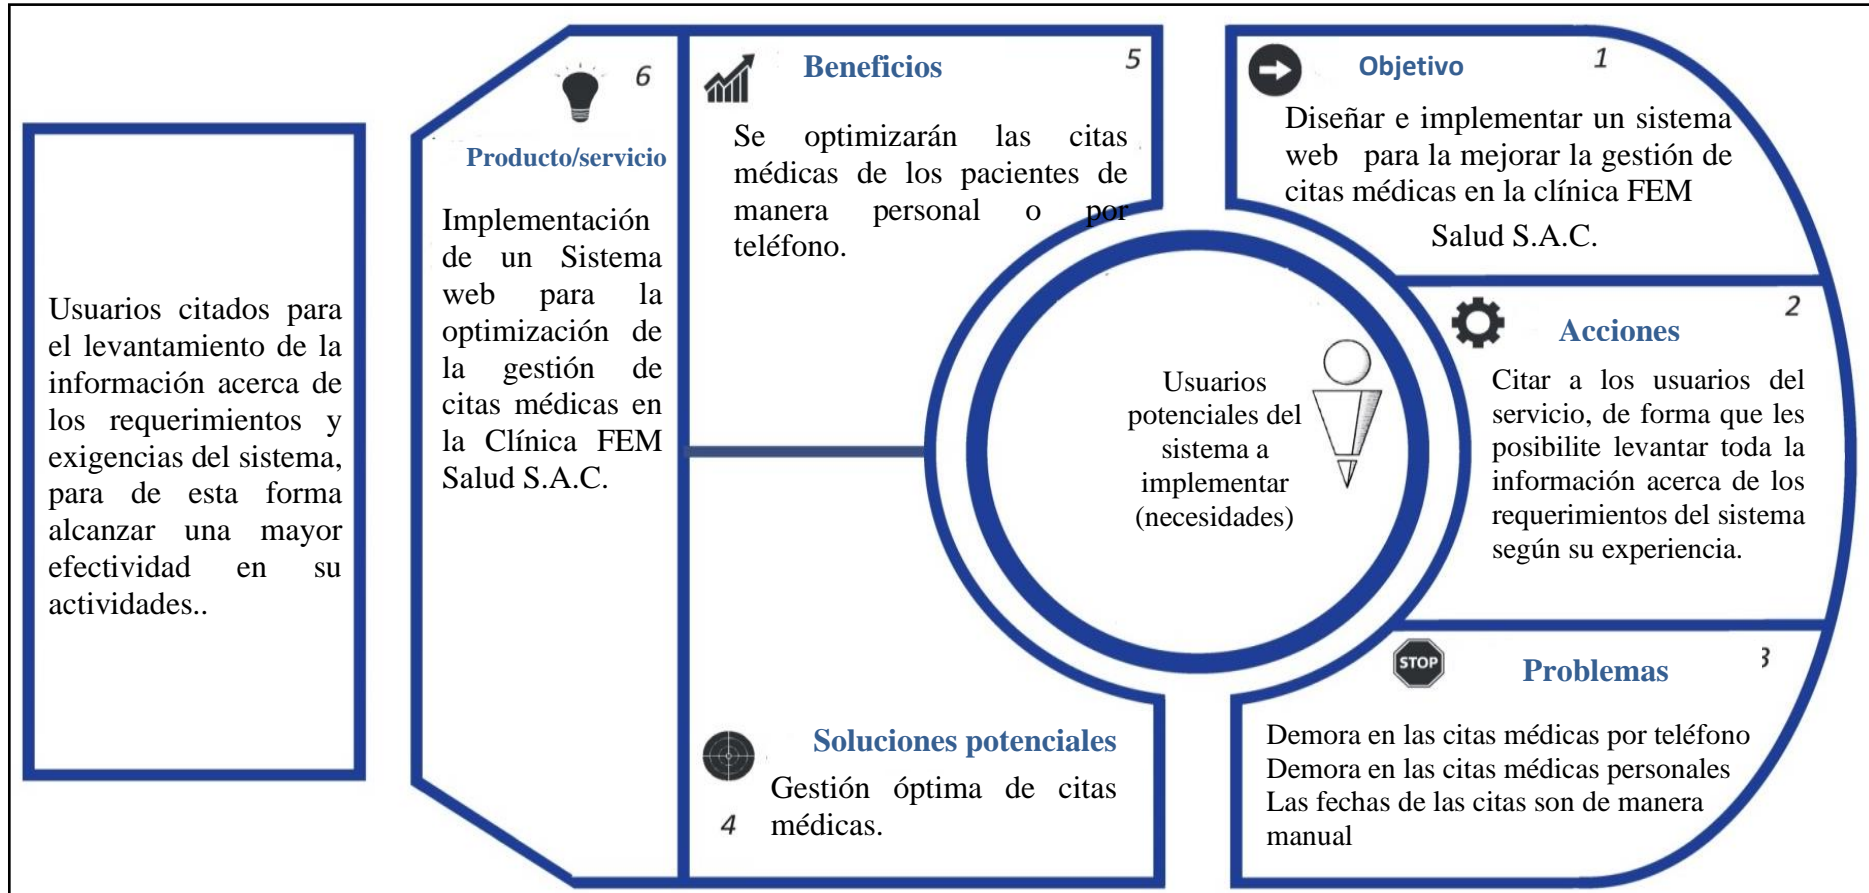 Usuarios citados para
el levantamiento de la
información acerca de
los requerimientos y
exigencias del sistema,
para de esta forma
alcanzar una mayor
efectividad en su
actividades..
6
Producto/servicio
Implementación
de un Sistema
web para la
optimización de
la gestión de
citas médicas en
la Clínica FEM
Salud S.A.C.
Beneficios
5
Se optimizarán las citas
médicas de los pacientes de
manera personal o por
teléfono.
Soluciones potenciales
Gestión óptima de citas
médicas.
4
Usuarios
potenciales del
sistema a
implementar
(necesidades)
Objetivo
1
Diseñar e implementar un sistema
web para la mejorar la gestión de
citas médicas en la clínica FEM
Salud S.A.C.
2
Acciones
Citar a los usuarios del
servicio, de forma que les
posibilite levantar toda la
información acerca de los
requerimientos del sistema
según su experiencia.
STOP
Problemas
3
Demora en las citas médicas por teléfono
Demora en las citas médicas personales
Las fechas de las citas son de manera
manual